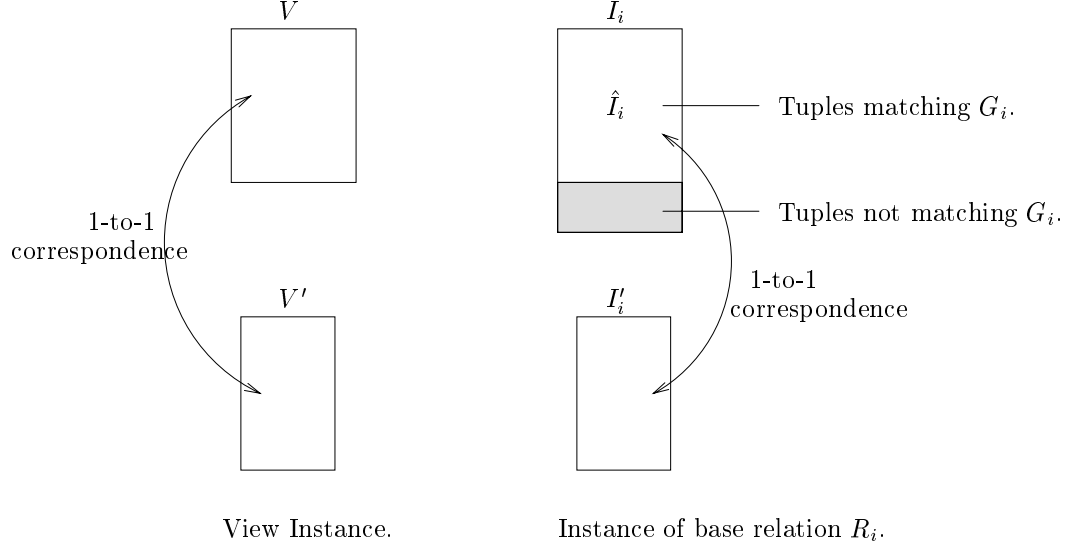 V
I_i
Î_i
Tuples matching G_i.
1-to-1
correspondence
Tuples not matching G_i.
V′
I′_i
1-to-1
correspondence
View Instance.
Instance of base relation R_i.